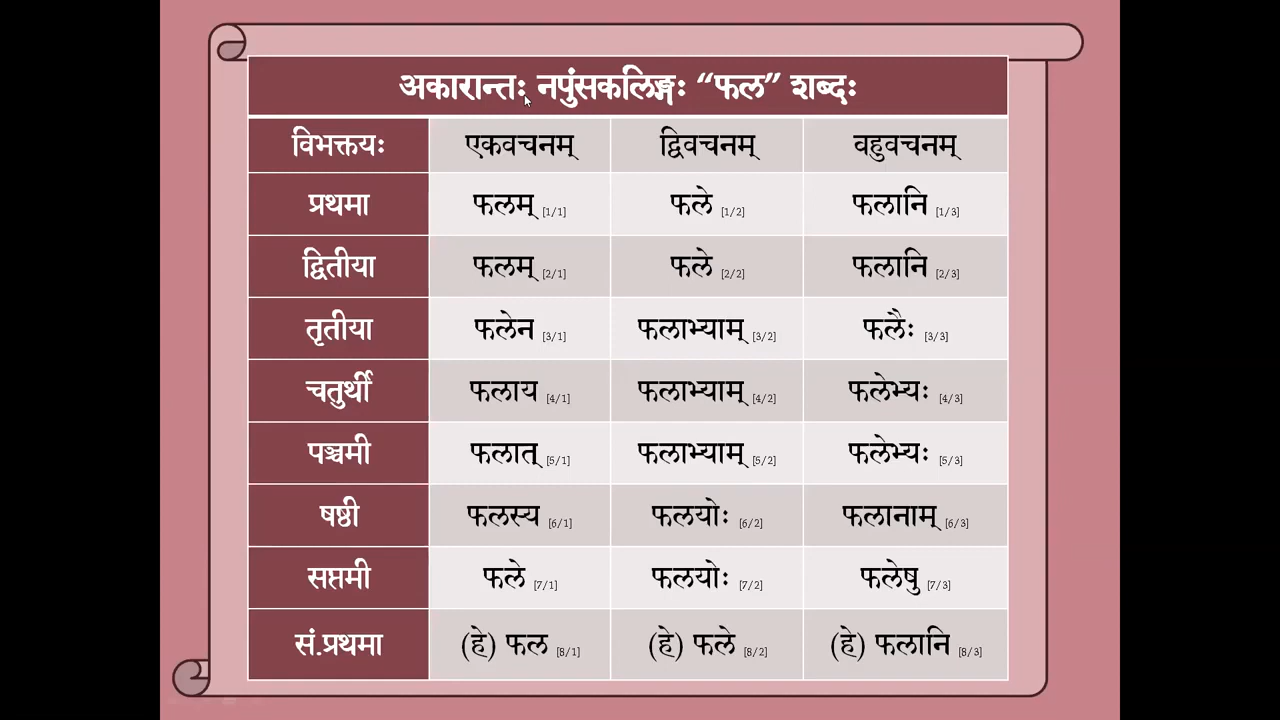 अकारान्तः नपुंसकलिङ्गः “फल” शब्दः
विभक्तयः एकवचनम् द्विवचनम् वहुवचनम्
प्रथमा फलम् [1/1] फले [1/2] फलानि [1/3]
द्वितीया फलम् [2/1] फले [2/2] फलानि [2/3]
तृतीया फलेन [3/1] फलाभ्याम् [3/2] फलैः [3/3]
चतुर्थी फलाय [4/1] फलाभ्याम् [4/2] फलेभ्यः [4/3]
पञ्चमी फलात् [5/1] फलाभ्याम् [5/2] फलेभ्यः [5/3]
षष्ठी फलस्य [6/1] फलयोः [6/2] फलानाम् [6/3]
सप्तमी फले [7/1] फलयोः [7/2] फलेषु [7/3]
सं.प्रथमा (हे) फल [8/1] (हे) फले [8/2] (हे) फलानि [8/3]